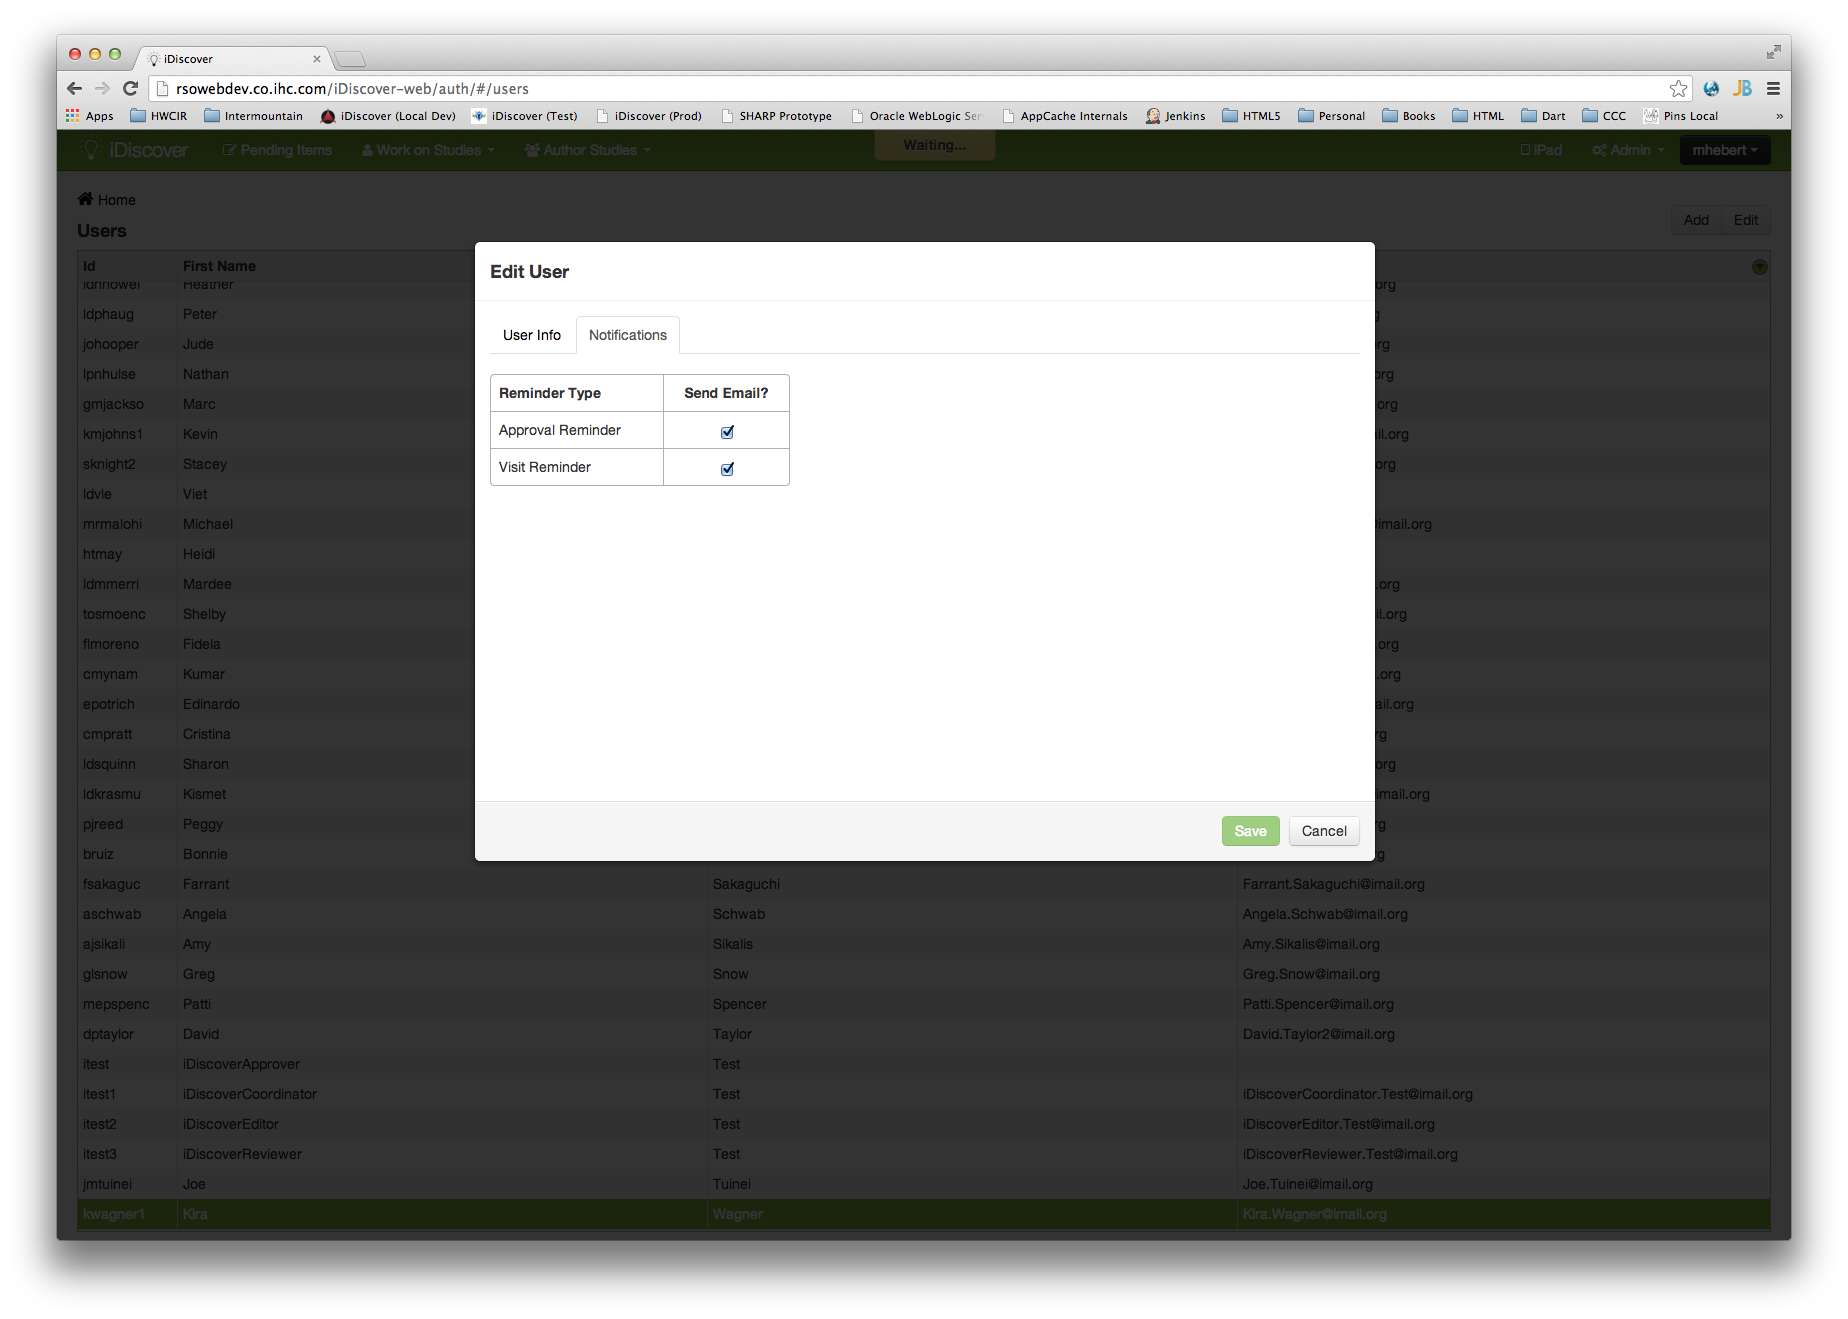 iDiscover
rsowebdev.co.ihc.com/iDiscover-web/auth/#/users
JB
Apps HWCIR Intermountain iDiscover (Local Dev) iDiscover (Test) iDiscover (Prod) SHARP Prototype Oracle WebLogic Ser AppCache Internals Jenkins HTML5 Personal Books HTML Dart CCC Pins Local »
iDiscover Pending Items Work on Studies Author Studies Waiting... iPad Admin mhebert
Home
Users Add Edit
Id First Name
Edit User
User Info Notifications
Reminder Type Send Email?
Approval Reminder
Visit Reminder
Save Cancel
ldnhowel Heather org
ldphaug Peter
johooper Jude rg
lpnhulse Nathan org
gmjackso Marc org
kmjohns1 Kevin il.org
sknight2 Stacey org
ldvle Viet
mrmalohi Michael imail.org
htmay Heidi
ldmmerri Mardee .org
tosmoenc Shelby il.org
flmoreno Fidela .org
cmynam Kumar .org
epotrich Edinardo ail.org
cmpratt Cristina rg
ldsquinn Sharon org
ldkrasmu Kismet imail.org
pjreed Peggy rg
bruiz Bonnie g
fsakaguc Farrant Sakaguchi Farrant.Sakaguchi@imail.org
aschwab Angela Schwab Angela.Schwab@imail.org
ajsikali Amy Sikalis Amy.Sikalis@imail.org
glsnow Greg Snow Greg.Snow@imail.org
mepspenc Patti Spencer Patti.Spencer@imail.org
dptaylor David Taylor David.Taylor2@imail.org
itest iDiscoverApprover Test
itest1 iDiscoverCoordinator Test iDiscoverCoordinator.Test@imail.org
itest2 iDiscoverEditor Test iDiscoverEditor.Test@imail.org
itest3 iDiscoverReviewer Test iDiscoverReviewer.Test@imail.org
jmtuinei Joe Tuinei Joe.Tuinei@imail.org
kwagner1 Kira Wagner Kira.Wagner@imail.org